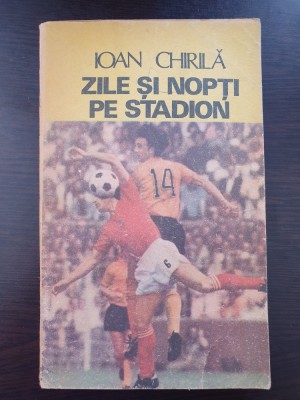 IOAN CHIRILĂ
ZILE ȘI NOPȚI
PE STADION
14
6